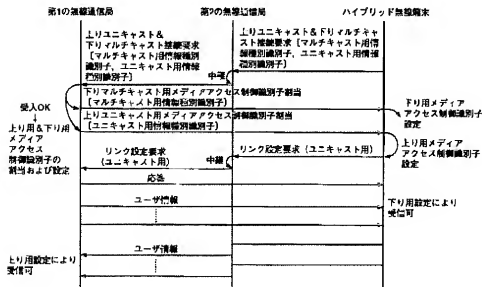 第1の無線通信局
第2の無線通信局
ハイブリッド無線端末
上りユニキャスト＆
下りマルチキャスト接続要求
（マルチキャスト用情報種別
識別子、ユニキャスト用情報
種別識別子）
上りユニキャスト＆下りマルチキャ
スト接続要求（マルチキャスト用情
報種別識別子、ユニキャスト用情報
種別識別子）
中継
下りマルチキャスト用メディアアクセス制御識別子割当
（マルチキャスト用情報種別識別子）
上りユニキャスト用メディアアクセス制御識別子割当
（ユニキャスト用情報種別識別子）
受入OK
↓
上り用＆下り用
メディア
アクセス
制御識別子の
割当および設定
下り用メディア
アクセス制御識別子
設定
上り用メディア
アクセス制御識別子
設定
リンク設定要求
（ユニキャスト用）
中継
リンク設定要求（ユニキャスト用）
応答
ユーザ情報
下り用設定により
受信可
ユーザ情報
上り用設定により
受信可